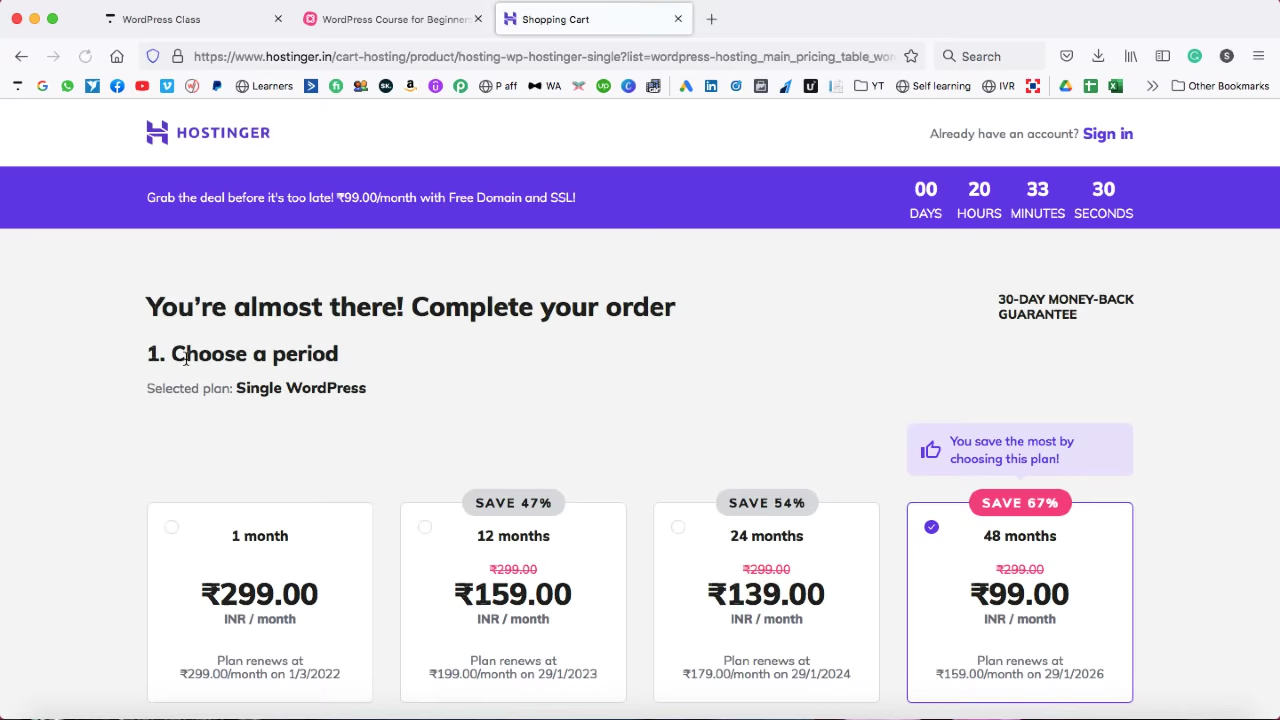 WordPress Class
WordPress Course for Beginners
Shopping Cart
https://www.hostinger.in/cart-hosting/product/hosting-wp-hostinger-single?list=wordpress-hosting_main_pricing_table_wor
Search
S
Learners
P aff
WA
YT
Self learning
IVR
Other Bookmarks
HOSTINGER
Already have an account? Sign in
Grab the deal before it's too late! ₹99.00/month with Free Domain and SSL!
00 20 33 30
DAYS HOURS MINUTES SECONDS
You're almost there! Complete your order
30-DAY MONEY-BACK
GUARANTEE
1. Choose a period
Selected plan: Single WordPress
You save the most by
choosing this plan!
SAVE 47% SAVE 54% SAVE 67%
1 month 12 months 24 months 48 months
₹299.00 ₹299.00 ₹299.00
₹299.00 ₹159.00 ₹139.00 ₹99.00
INR / month INR / month INR / month INR / month
Plan renews at Plan renews at Plan renews at Plan renews at
₹299.00/month on 1/3/2022 ₹199.00/month on 29/1/2023 ₹179.00/month on 29/1/2024 ₹159.00/month on 29/1/2026